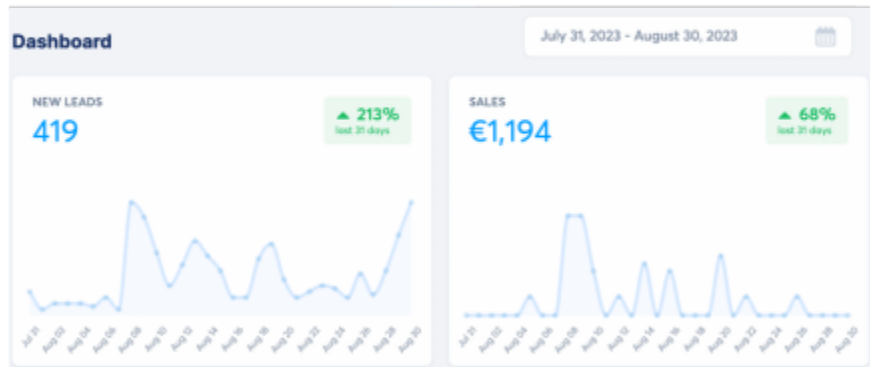 Dashboard
July 31, 2023 - August 30, 2023
NEW LEADS
419
▲ 213%
last 31 days
Jul 31 Aug 02 Aug 04 Aug 06 Aug 08 Aug 10 Aug 12 Aug 14 Aug 16 Aug 18 Aug 20 Aug 22 Aug 24 Aug 26 Aug 28 Aug 30
SALES
€1,194
▲ 68%
last 31 days
Jul 31 Aug 02 Aug 04 Aug 06 Aug 08 Aug 10 Aug 12 Aug 14 Aug 16 Aug 18 Aug 20 Aug 22 Aug 24 Aug 26 Aug 28 Aug 30